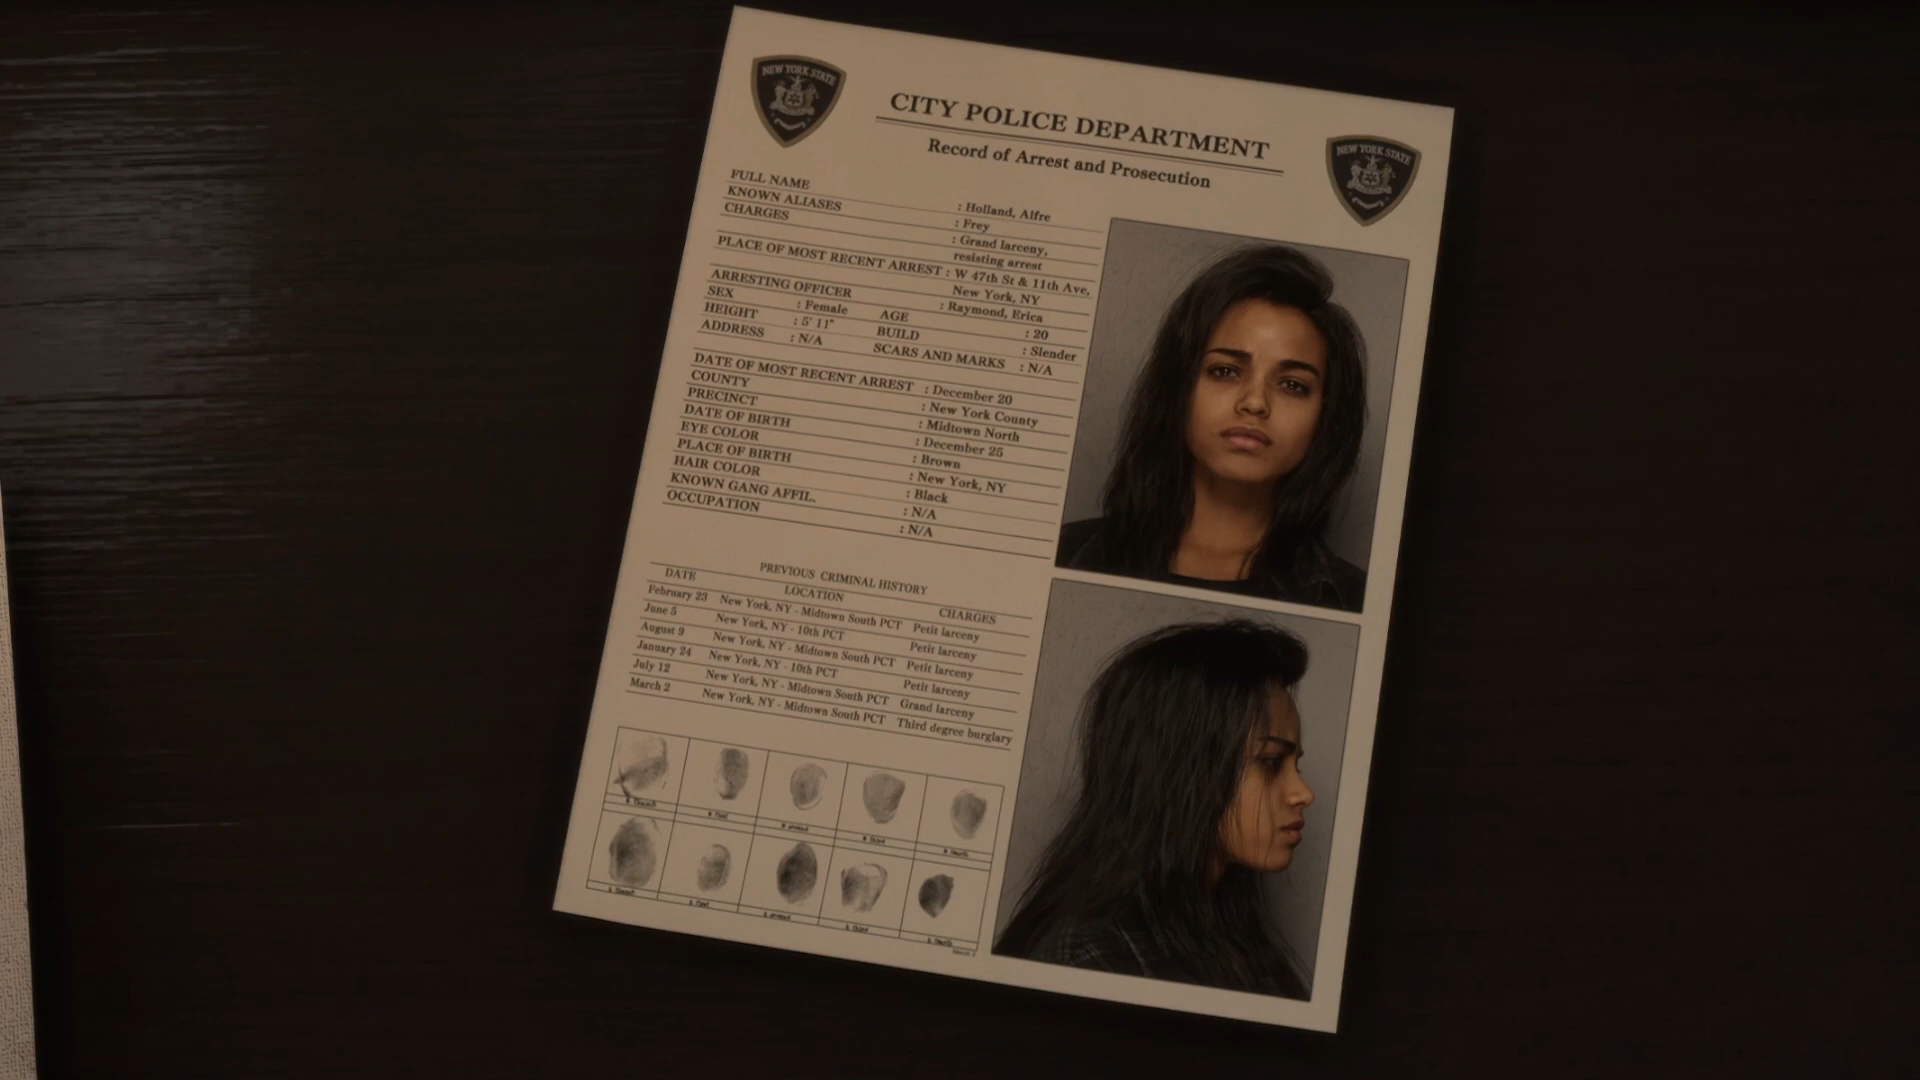 NEW YORK STATE
CITY POLICE DEPARTMENT
Record of Arrest and Prosecution
NEW YORK STATE
FULL NAME : Holland, Alfre
KNOWN ALIASES : Frey
CHARGES : Grand larceny,
resisting arrest
PLACE OF MOST RECENT ARREST : W 47th St & 11th Ave,
New York, NY
ARRESTING OFFICER : Raymond, Erica
SEX : Female AGE : 20
HEIGHT : 5' 11" BUILD : Slender
ADDRESS : N/A SCARS AND MARKS : N/A
DATE OF MOST RECENT ARREST : December 20
COUNTY : New York County
PRECINCT : Midtown North
DATE OF BIRTH : December 25
EYE COLOR : Brown
PLACE OF BIRTH : New York, NY
HAIR COLOR : Black
KNOWN GANG AFFIL. : N/A
OCCUPATION : N/A
PREVIOUS CRIMINAL HISTORY
DATE LOCATION CHARGES
February 23 New York, NY - Midtown South PCT Petit larceny
June 5 New York, NY - 10th PCT Petit larceny
August 9 New York, NY - Midtown South PCT Petit larceny
January 24 New York, NY - 10th PCT Petit larceny
July 12 New York, NY - Midtown South PCT Grand larceny
March 2 New York, NY - Midtown South PCT Third degree burglary